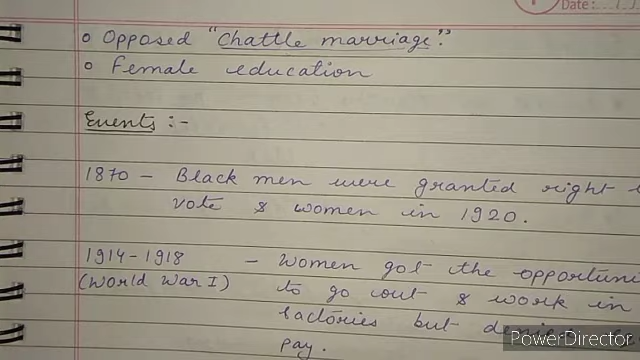 Date:
o Opposed "Chattle marriage".
o Female education
Events :-
1870 - Black men were granted right
vote & women in 1920.
1914-1918 - Women got the opportuni
(World War I) to go out & work in
factories but
pay.
PowerDirector